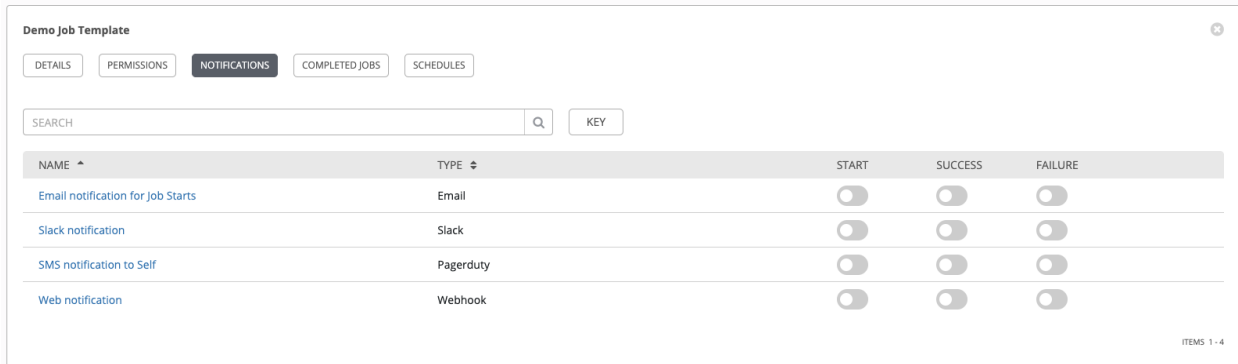 Demo Job Template
DETAILS PERMISSIONS NOTIFICATIONS COMPLETED JOBS SCHEDULES
SEARCH KEY
NAME TYPE START SUCCESS FAILURE
Email notification for Job Starts Email
Slack notification Slack
SMS notification to Self Pagerduty
Web notification Webhook
ITEMS 1 - 4